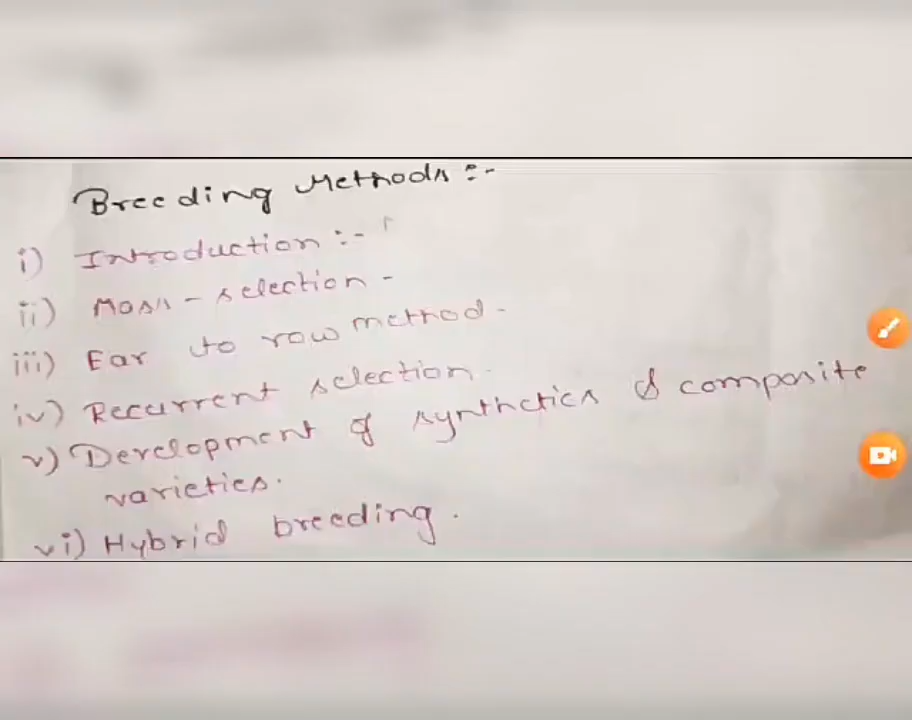 Breeding Methods :-
i) Introduction :-
ii) Mass - selection -
iii) Ear to row method -
iv) Recurrent selection.
v) Development of synthetics & composite
varieties.
vi) Hybrid breeding.